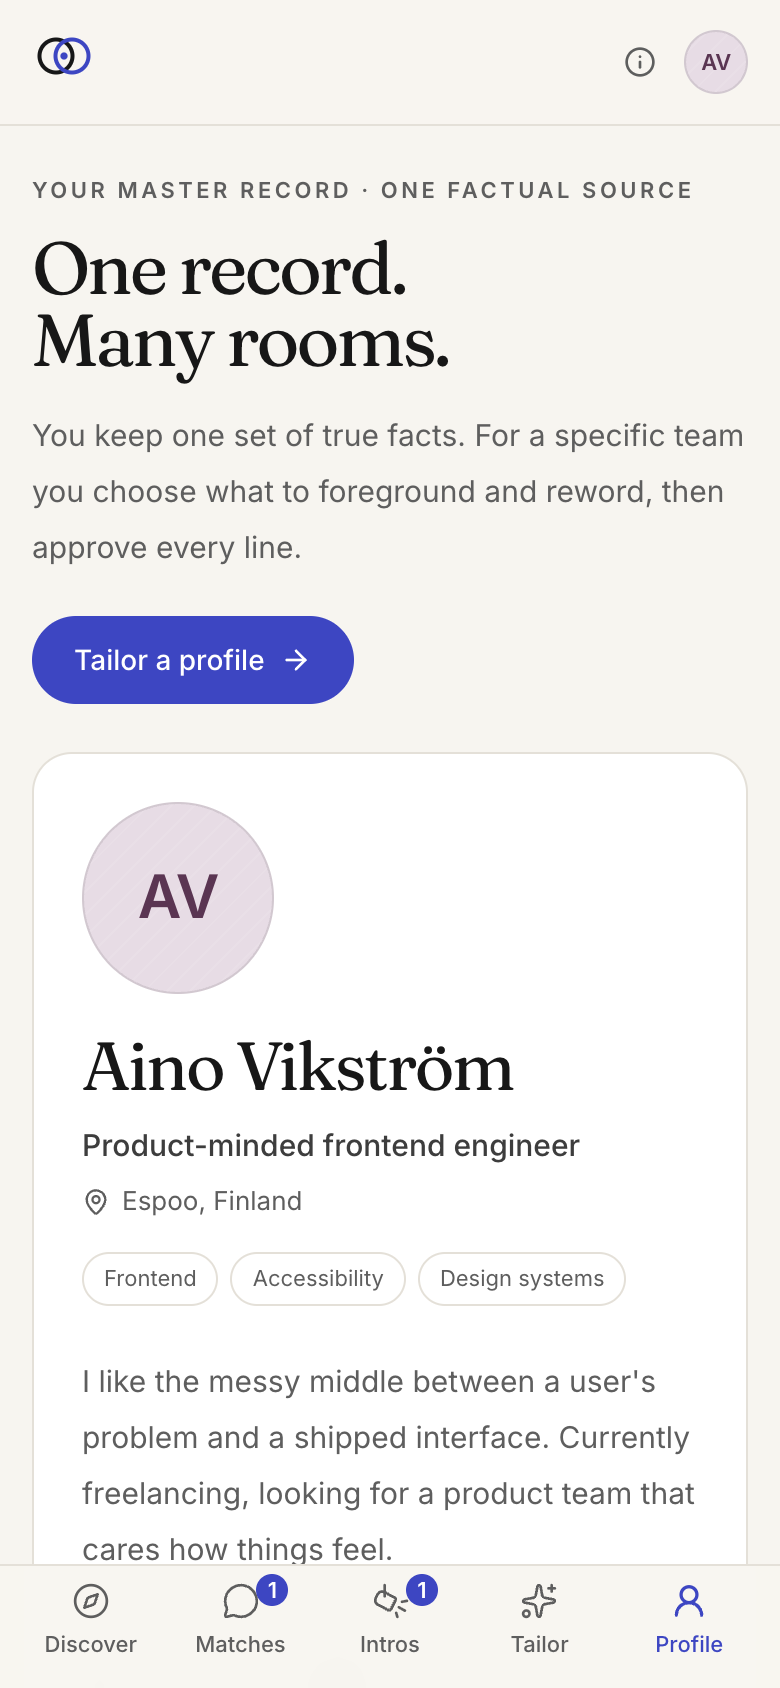 AV
YOUR MASTER RECORD · ONE FACTUAL SOURCE
One record.
Many rooms.
You keep one set of true facts. For a specific team
you choose what to foreground and reword, then
approve every line.
Tailor a profile
AV
Aino Vikström
Product-minded frontend engineer
Espoo, Finland
Frontend Accessibility Design systems
I like the messy middle between a user's
problem and a shipped interface. Currently
freelancing, looking for a product team that
cares how things feel.
1 1
Discover Matches Intros Tailor Profile